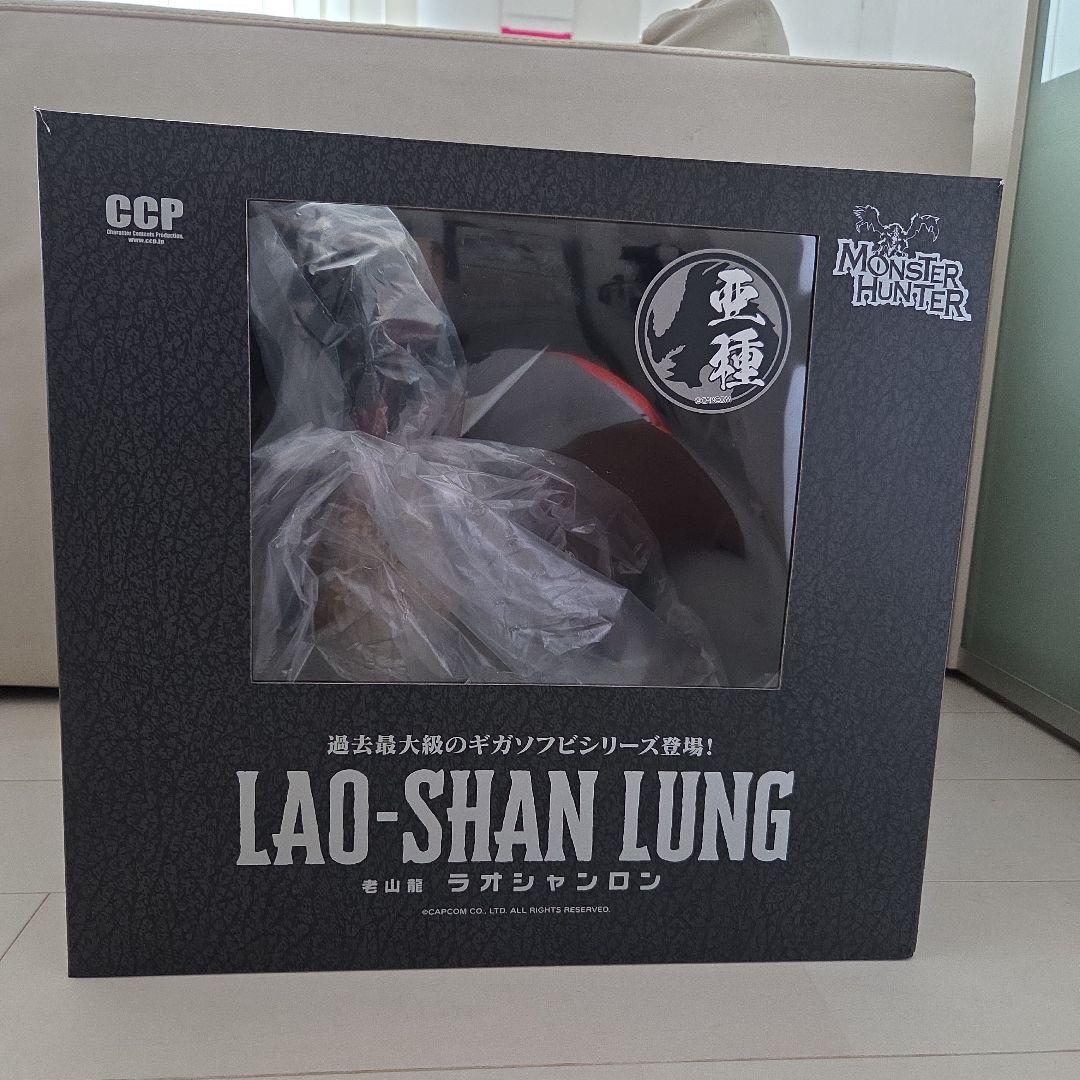 CCP
Character Contents Production.
www.ccp.jp
MONSTER
HUNTER
亜種
©CAPCOM
過去最大級のギガソフビシリーズ登場!
LAO-SHAN LUNG
老山龍 ラオシャンロン
©CAPCOM CO., LTD. ALL RIGHTS RESERVED.